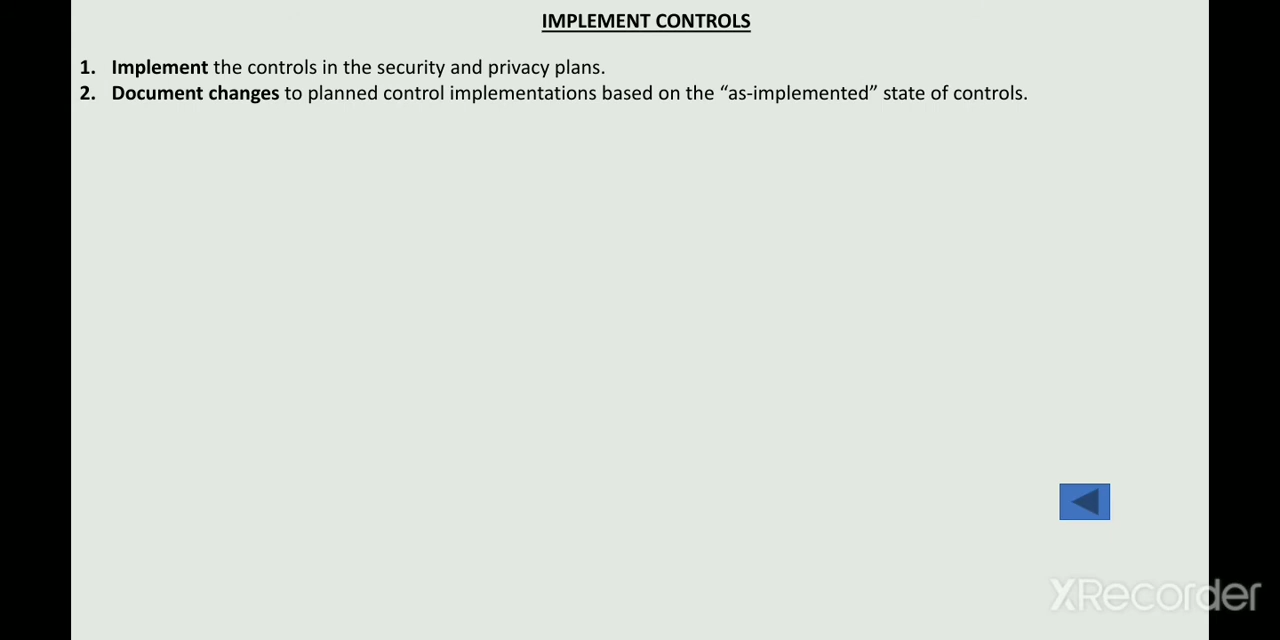 IMPLEMENT CONTROLS
1. Implement the controls in the security and privacy plans.
2. Document changes to planned control implementations based on the “as-implemented” state of controls.
XRecorder